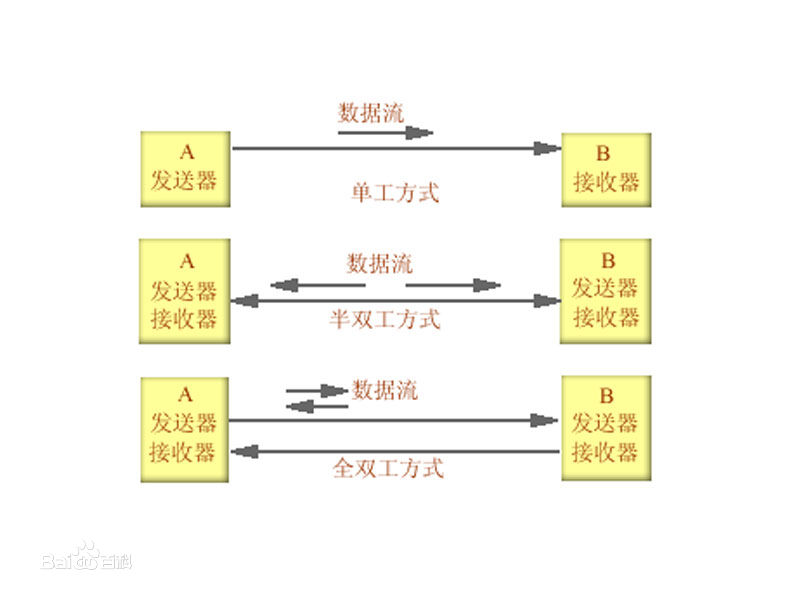 数据流
A
发送器
B
接收器
单工方式
数据流
A
发送器
接收器
B
发送器
接收器
半双工方式
数据流
A
发送器
接收器
B
发送器
接收器
全双工方式
Bai百科